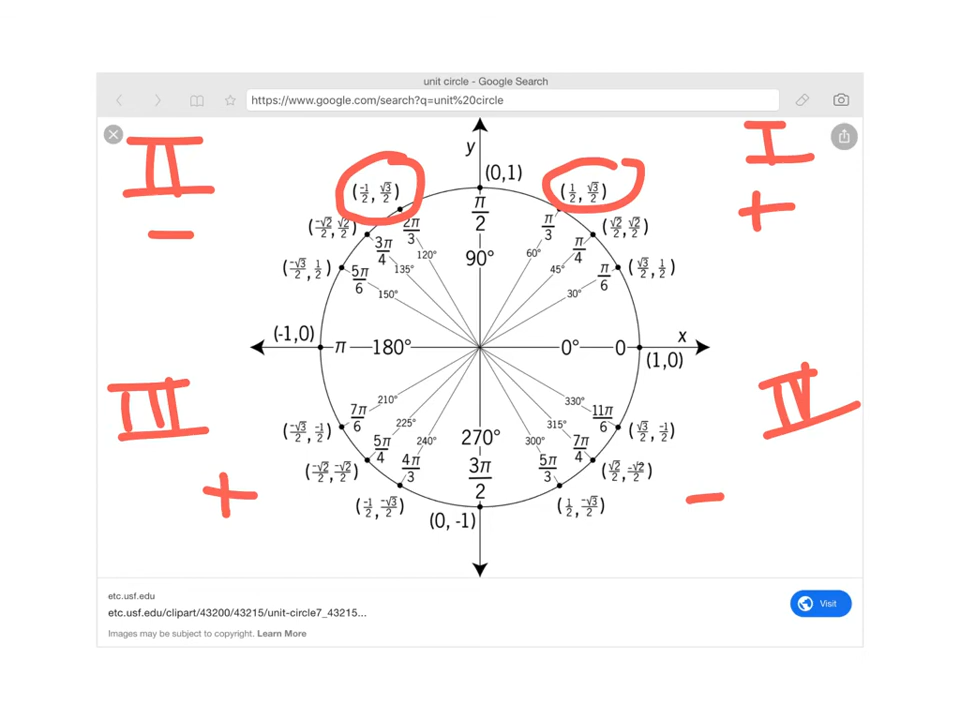 unit circle - Google Search
https://www.google.com/search?q=unit%20circle
II
I
y
(0,1)
(-1/2, √3/2)
(1/2, √3/2)
+
−
(-√2/2, √2/2)
2π/3
π/2
π/3
(√2/2, √2/2)
3π/4
120°
90°
60°
π/4
(-√3/2, 1/2)
5π/6
135°
45°
π/6
(√3/2, 1/2)
150°
30°
(-1,0)
x
π
180°
0°
0
(1,0)
III
IV
210°
330°
7π/6
11π/6
(-√3/2, -1/2)
225°
315°
(√3/2, -1/2)
5π/4
240°
270°
300°
7π/4
(-√2/2, -√2/2)
4π/3
3π/2
5π/3
(√2/2, -√2/2)
+
−
(-1/2, -√3/2)
(1/2, -√3/2)
(0, -1)
etc.usf.edu
etc.usf.edu/clipart/43200/43215/unit-circle7_43215...
Visit
Images may be subject to copyright. Learn More